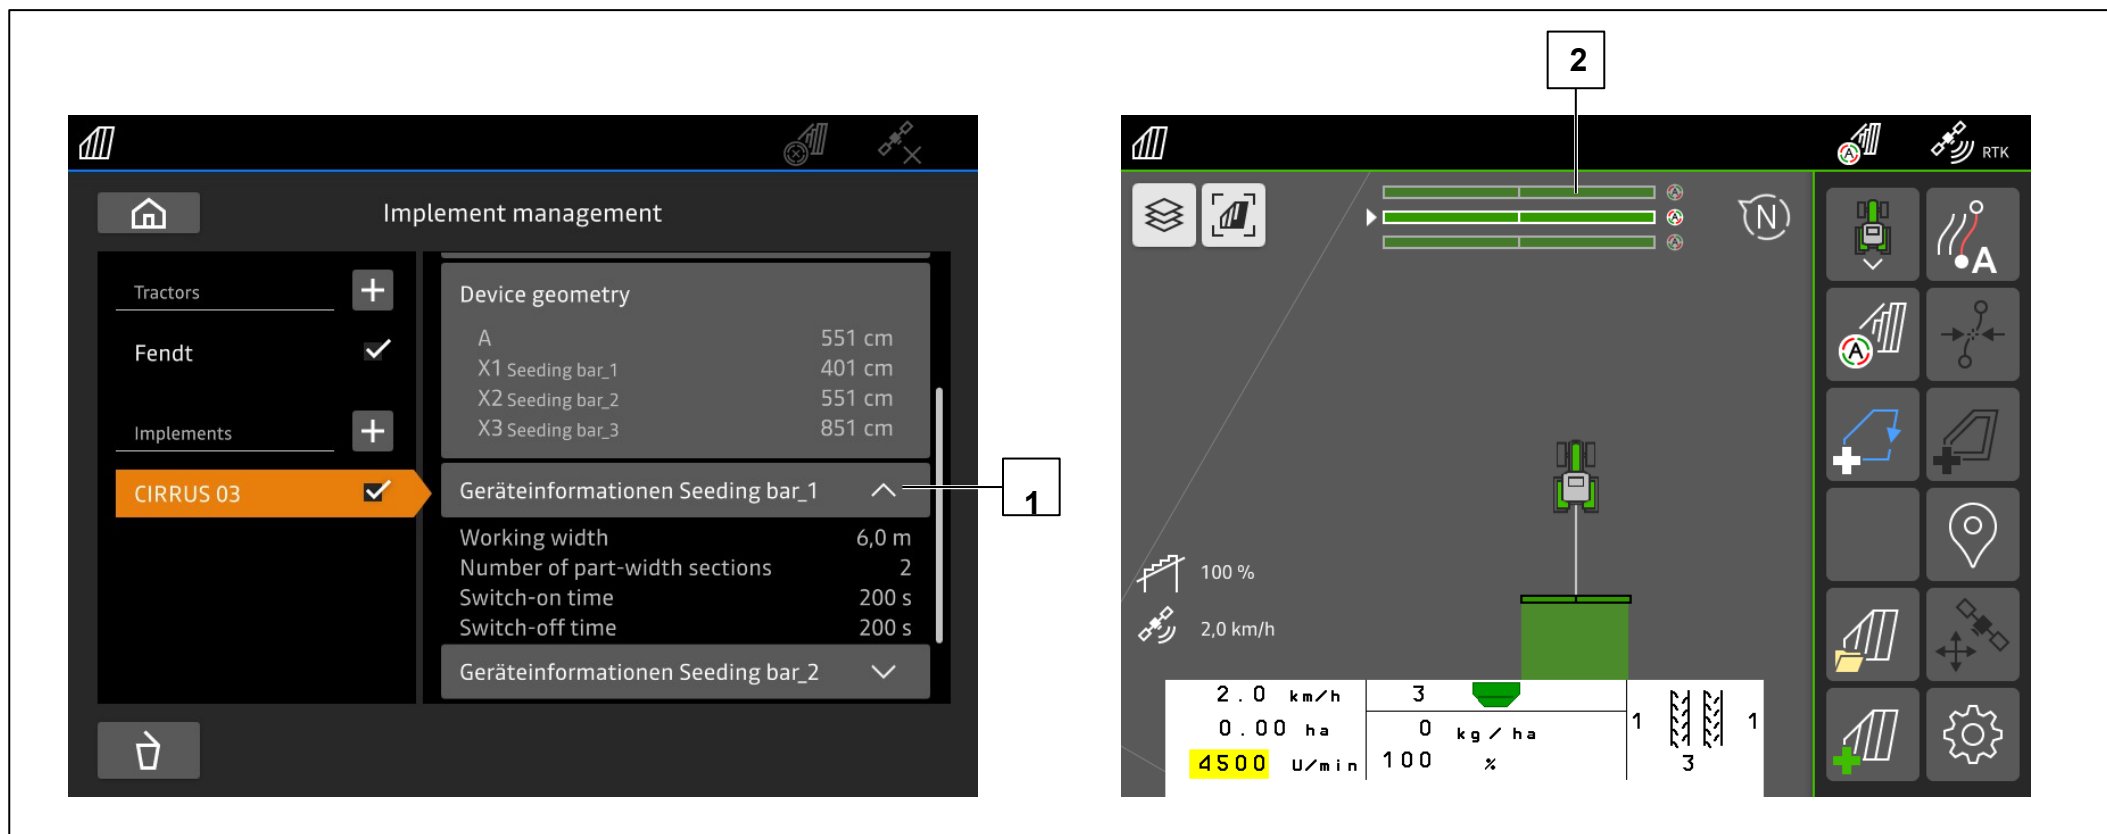 2
Implement management
Tractors
Fendt
Implements
CIRRUS 03
Device geometry
A 551 cm
X1 Seeding bar_1 401 cm
X2 Seeding bar_2 551 cm
X3 Seeding bar_3 851 cm
Geräteinformationen Seeding bar_1
1
Working width 6,0 m
Number of part-width sections 2
Switch-on time 200 s
Switch-off time 200 s
Geräteinformationen Seeding bar_2
RTK
N
A
A
100 %
2,0 km/h
2.0 km/h 3
0.00 ha 0 kg/ha 1 1
4500 U/min 100 % 3